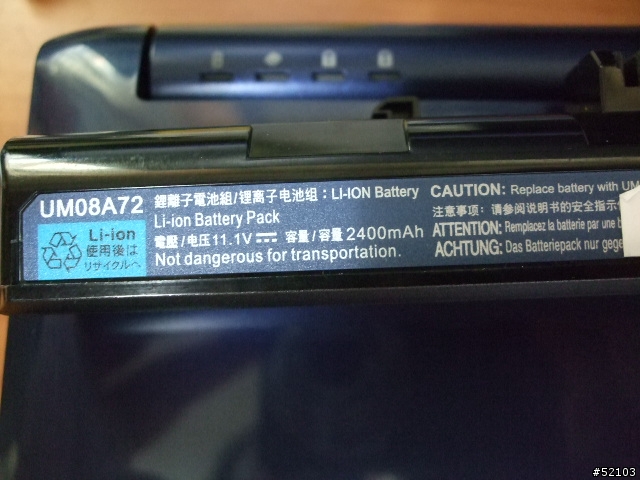 UM08A72
鋰離子電池組/锂离子电池组：LI-ION Battery
Li-ion Battery Pack
電壓/电压 11.1V 容量/容量 2400mAh
Not dangerous for transportation.
Li-ion
使用後は
リサイクルへ
CAUTION: Replace battery with UM
注意事项：请参阅说明书的安全指示
ATTENTION: Remplacez la batterie par une
ACHTUNG: Das Batteriepack nur gege
#52103